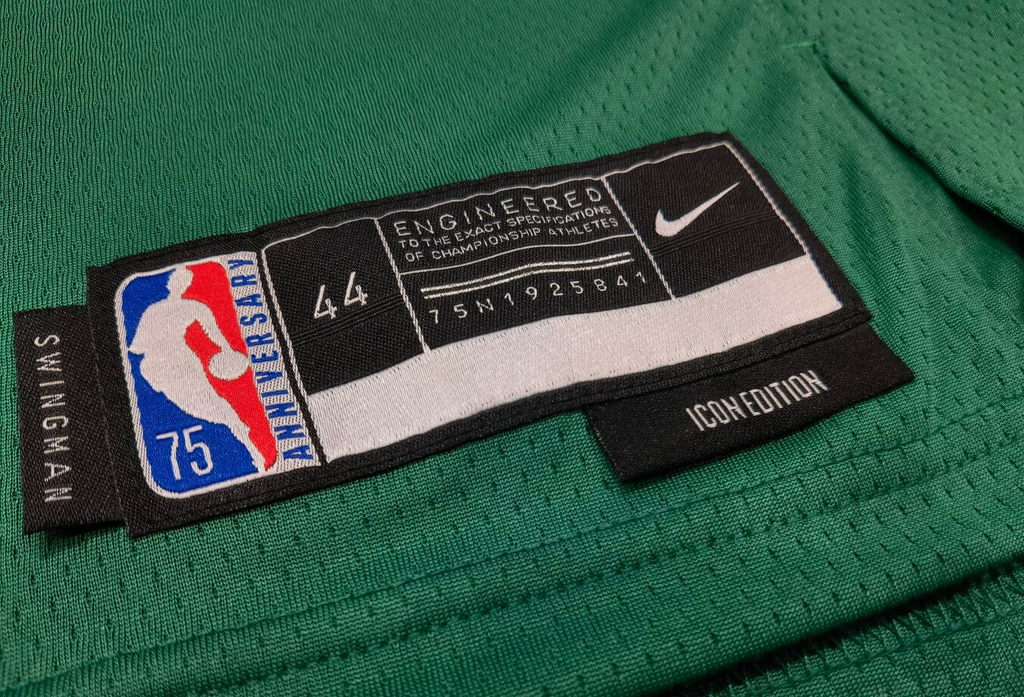 SWINGMAN
75
ANNIVERSARY
44
ENGINEERED
TO THE EXACT SPECIFICATIONS
OF CHAMPIONSHIP ATHLETES
75N1925841
ICON EDITION